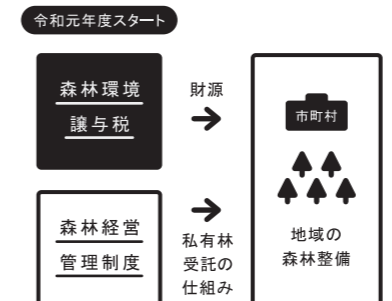 令和元年度スタート
森林環境
譲与税
財源
市町村
地域の
森林整備
森林経営
管理制度
私有林
受託の
仕組み